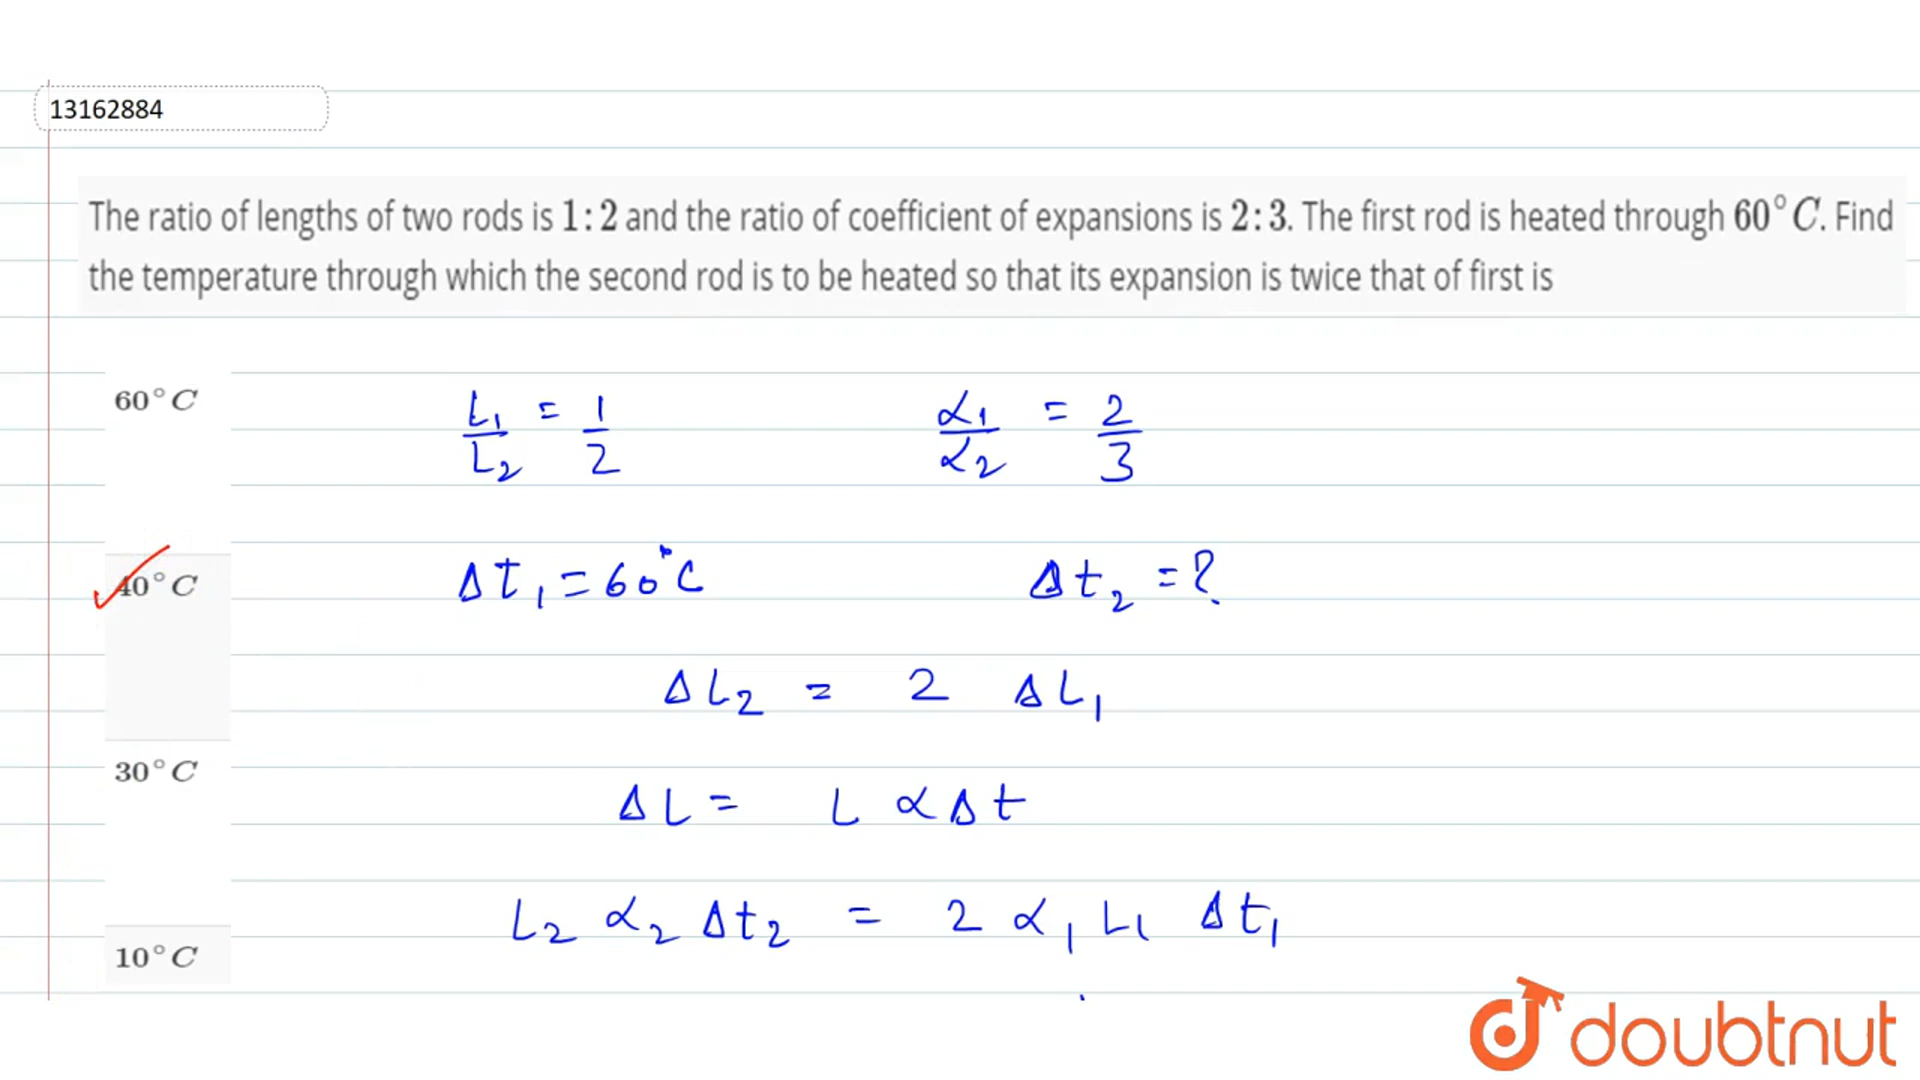 13162884
The ratio of lengths of two rods is 1 : 2 and the ratio of coefficient of expansions is 2 : 3. The first rod is heated through 60°C. Find
the temperature through which the second rod is to be heated so that its expansion is twice that of first is
60°C
L₁/L₂ = 1/2
α₁/α₂ = 2/3
40°C
Δt₁ = 60°C
Δt₂ = ?
ΔL₂ = 2 ΔL₁
30°C
ΔL = L α Δt
L₂ α₂ Δt₂ = 2 α₁ L₁ Δt₁
10°C
doubtnut